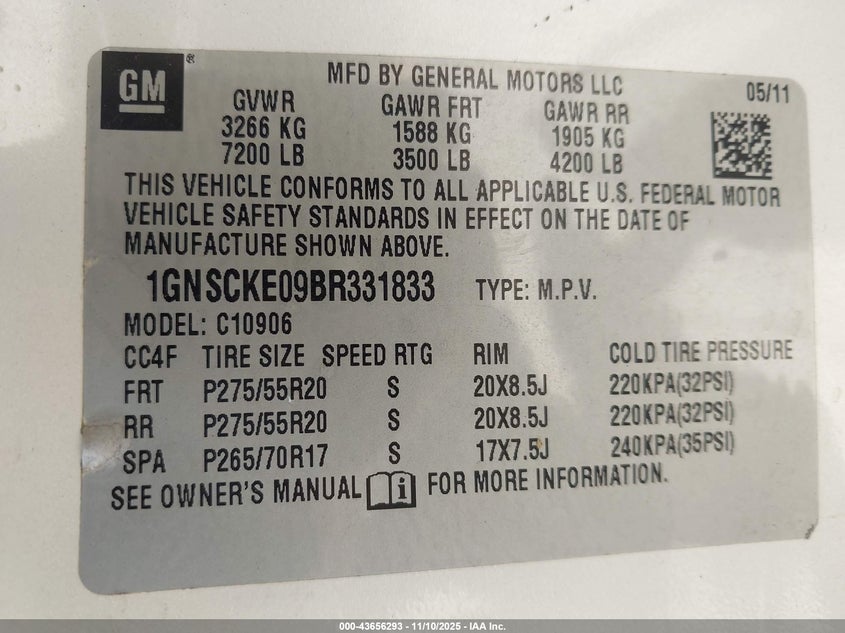 GM
MFD BY GENERAL MOTORS LLC 05/11
GVWR GAWR FRT GAWR RR
3266 KG 1588 KG 1905 KG
7200 LB 3500 LB 4200 LB
THIS VEHICLE CONFORMS TO ALL APPLICABLE U.S. FEDERAL MOTOR
VEHICLE SAFETY STANDARDS IN EFFECT ON THE DATE OF
MANUFACTURE SHOWN ABOVE.
1GNSCKE09BR331833 TYPE: M.P.V.
MODEL: C10906
CC4F TIRE SIZE SPEED RTG RIM COLD TIRE PRESSURE
FRT P275/55R20 S 20X8.5J 220KPA(32PSI)
RR P275/55R20 S 20X8.5J 220KPA(32PSI)
SPA P265/70R17 S 17X7.5J 240KPA(35PSI)
SEE OWNER'S MANUAL i FOR MORE INFORMATION.
000-43656293 - 11/10/2025 - IAA Inc.